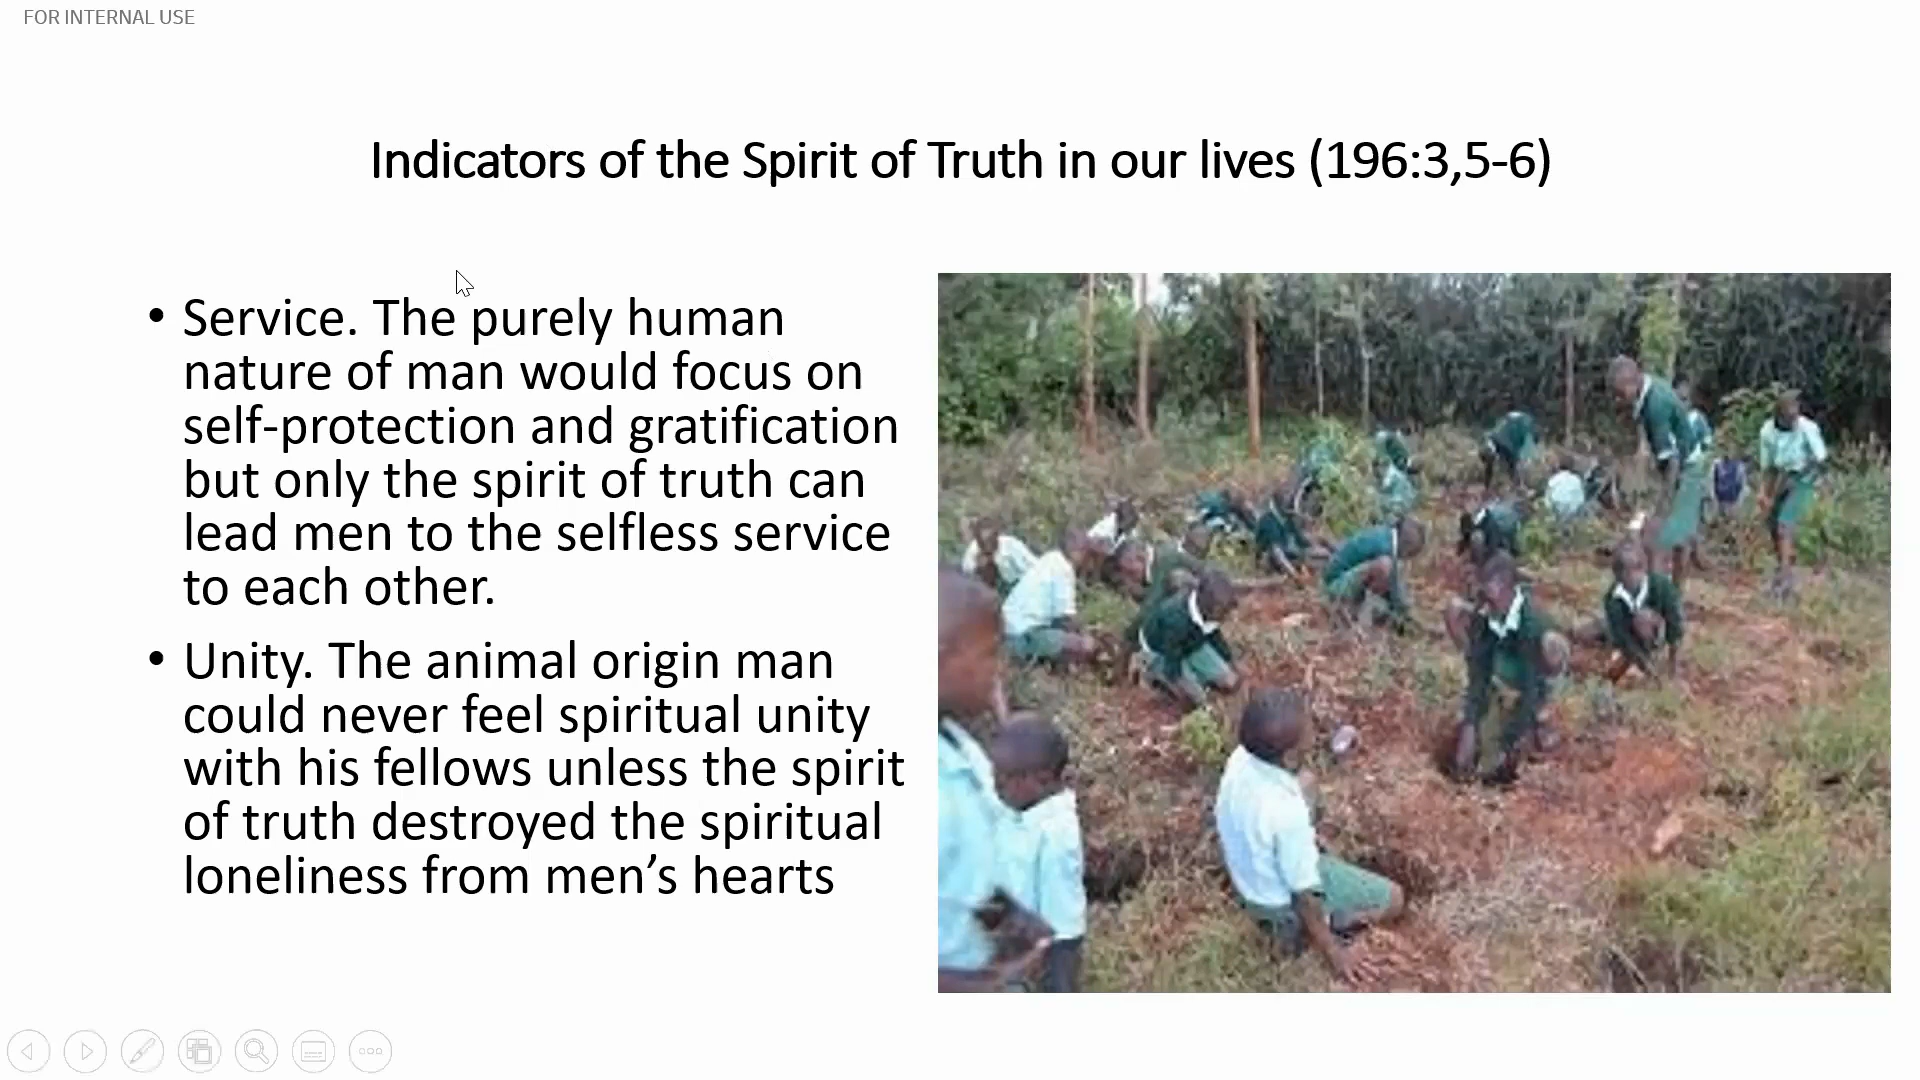 FOR INTERNAL USE
Indicators of the Spirit of Truth in our lives (196:3,5-6)
• Service. The purely human
nature of man would focus on
self-protection and gratification
but only the spirit of truth can
lead men to the selfless service
to each other.
• Unity. The animal origin man
could never feel spiritual unity
with his fellows unless the spirit
of truth destroyed the spiritual
loneliness from men’s hearts